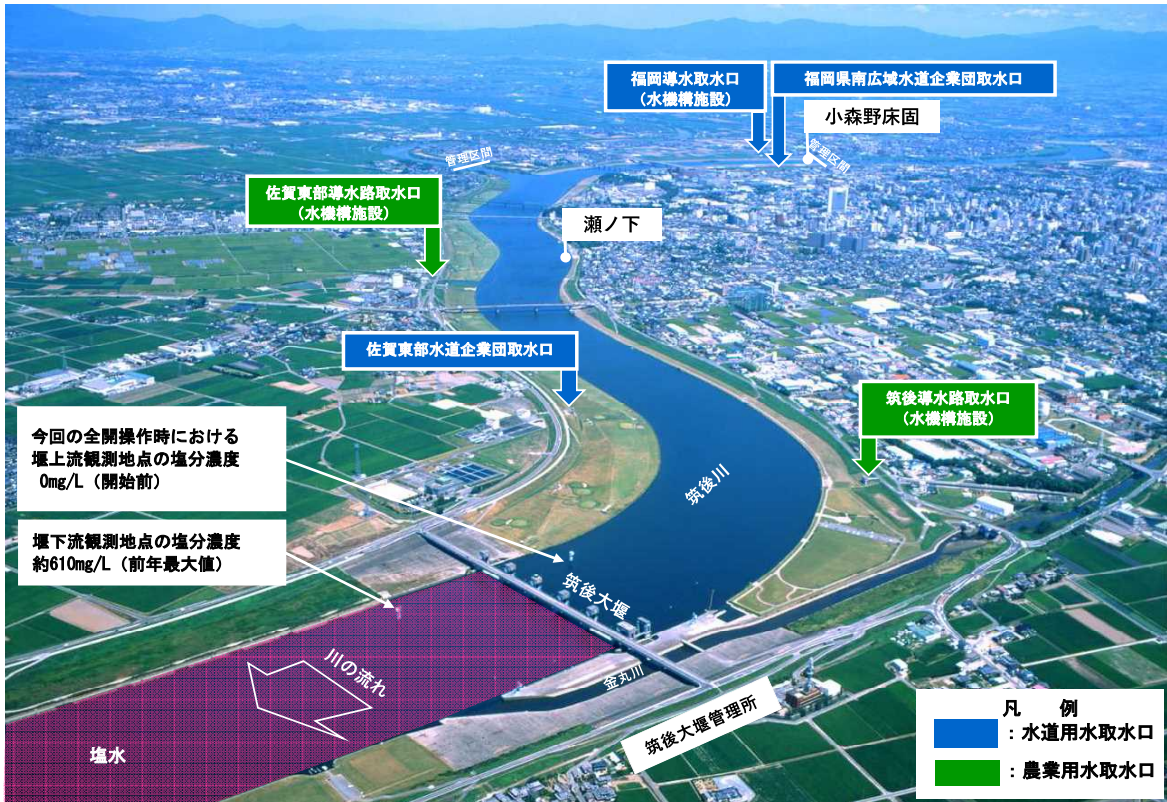 福岡導水取水口
(水機構施設)
福岡県南広域水道企業団取水口
小森野床固
管理区間
管理区間
佐賀東部導水路取水口
(水機構施設)
瀬ノ下
佐賀東部水道企業団取水口
筑後導水路取水口
(水機構施設)
今回の全開操作時における
堰上流観測地点の塩分濃度
0mg/L（開始前）
堰下流観測地点の塩分濃度
約610mg/L（前年最大値）
筑後川
筑後大堰
川の流れ
金丸川
筑後大堰管理所
塩水
凡 例
：水道用水取水口
：農業用水取水口